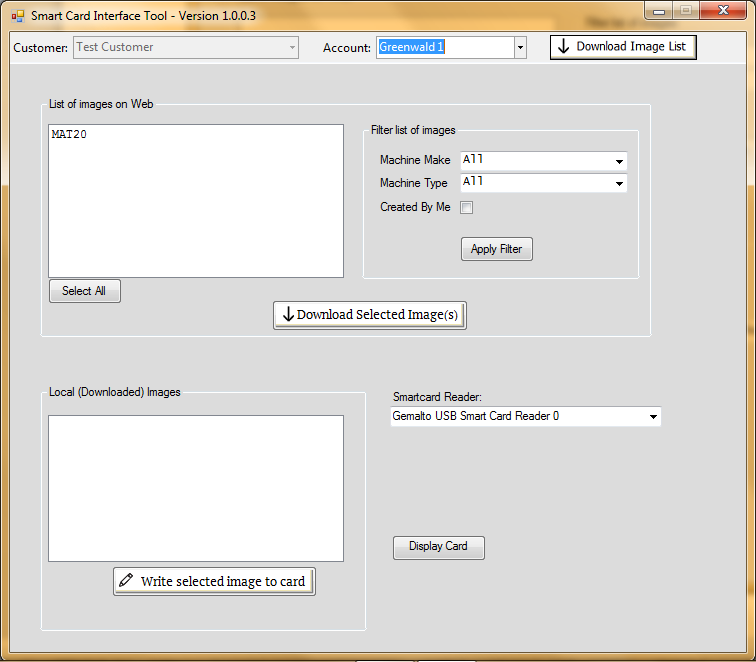 Smart Card Interface Tool - Version 1.0.0.3
Customer: Test Customer Account: Greenwald 1 Download Image List
List of images on Web
MAT20
Filter list of images
Machine Make All
Machine Type All
Created By Me
Apply Filter
Select All
Download Selected Image(s)
Local (Downloaded) Images
Smartcard Reader:
Gemalto USB Smart Card Reader 0
Display Card
Write selected image to card